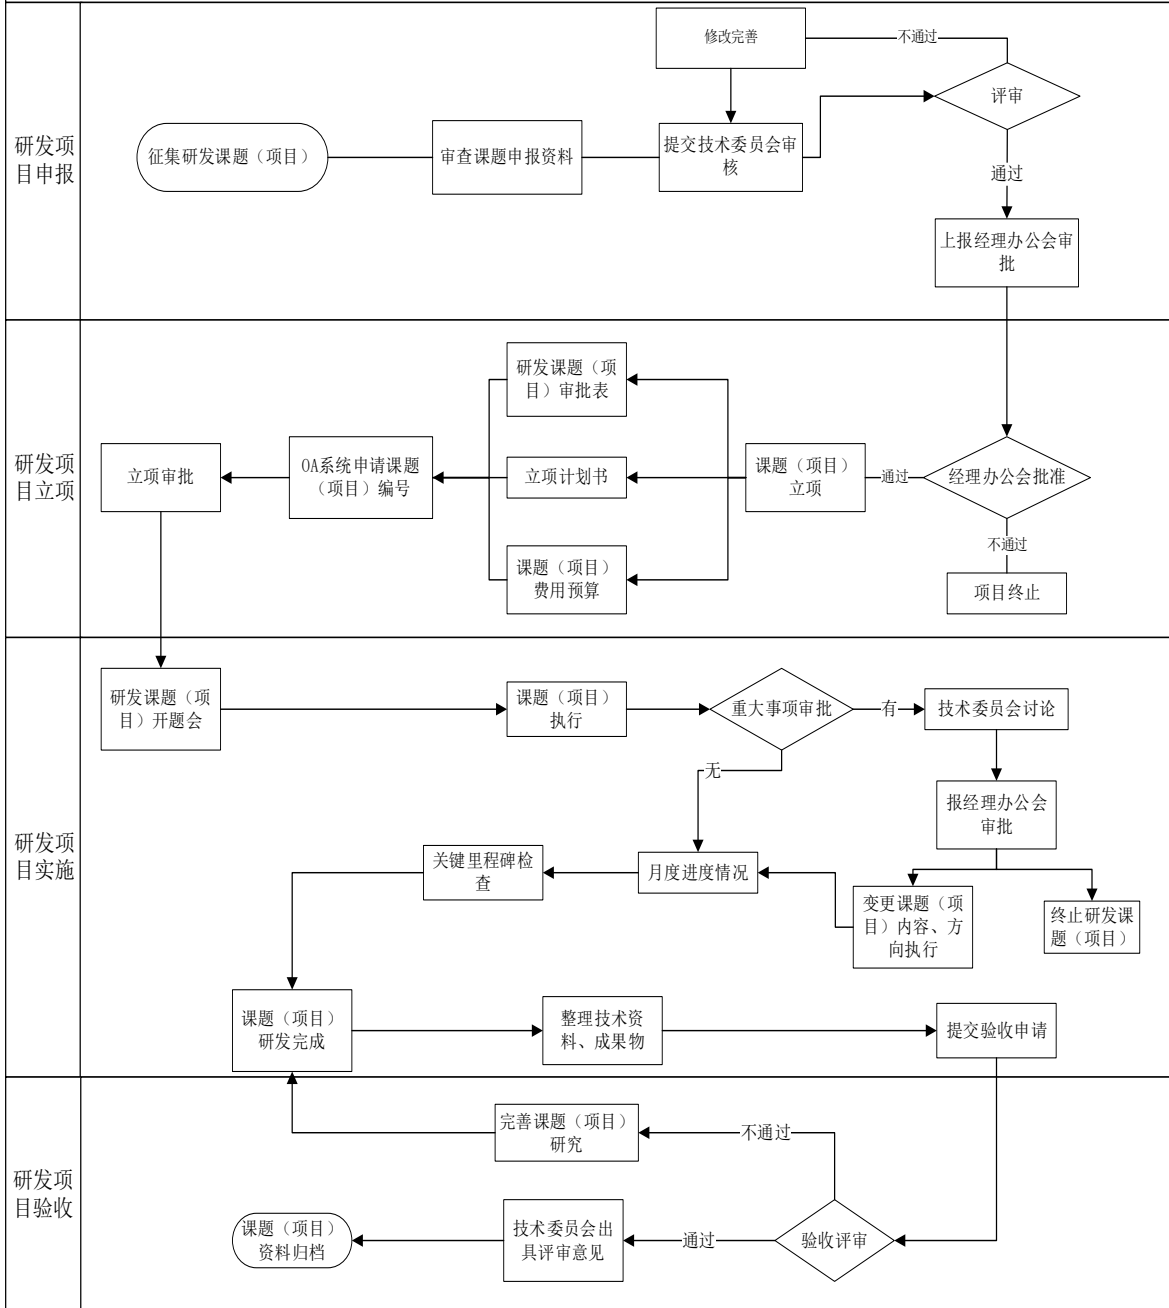 研发项
目申报
修改完善
不通过
评审
征集研发课题（项目）
审查课题申报资料
提交技术委员会审
核
通过
上报经理办公会审
批
研发项
目立项
研发课题（项
目）审批表
立项审批
OA系统申请课题
（项目）编号
立项计划书
课题（项目）
立项
通过
经理办公会批准
不通过
课题（项目）
费用预算
项目终止
研发项
目实施
研发课题（项
目）开题会
课题（项目）
执行
重大事项审批
有
技术委员会讨论
无
报经理办公会
审批
关键里程碑检
查
月度进度情况
变更课题（项
目）内容、方
向执行
终止研发课
题（项目）
课题（项目）
研发完成
整理技术资
料、成果物
提交验收申请
研发项
目验收
完善课题（项目）
研究
不通过
课题（项目）
资料归档
技术委员会出
具评审意见
通过
验收评审